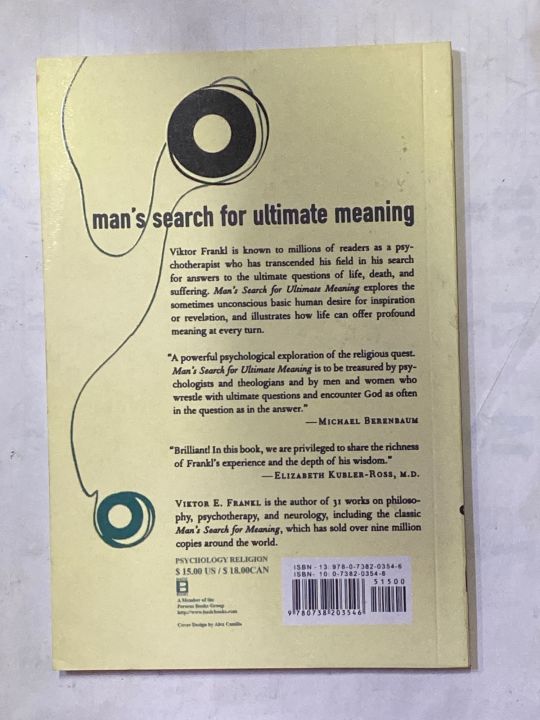 man's search for ultimate meaning
Viktor Frankl is known to millions of readers as a psy-
chotherapist who has transcended his field in his search
for answers to the ultimate questions of life, death, and
suffering. Man's Search for Ultimate Meaning explores the
sometimes unconscious basic human desire for inspiration
or revelation, and illustrates how life can offer profound
meaning at every turn.
"A powerful psychological exploration of the religious quest.
Man's Search for Ultimate Meaning is to be treasured by psy-
chologists and theologians and by men and women who
wrestle with ultimate questions and encounter God as often
in the question as in the answer."
—MICHAEL BERENBAUM
"Brilliant! In this book, we are privileged to share the richness
of Frankl's experience and the depth of his wisdom."
—ELIZABETH KUBLER-ROSS, M.D.
VIKTOR E. FRANKL is the author of 31 works on philoso-
phy, psychotherapy, and neurology, including the classic
Man's Search for Meaning, which has sold over nine million
copies around the world.
PSYCHOLOGY RELIGION
$ 15.00 US / $ 18.00CAN
B
A Member of the
Perseus Books Group
http://www.basicbooks.com
Cover Design by Alex Camlin
ISBN-13: 978-0-7382-0354-6
ISBN-10: 0-7382-0354-8
51500
9 780738 203546